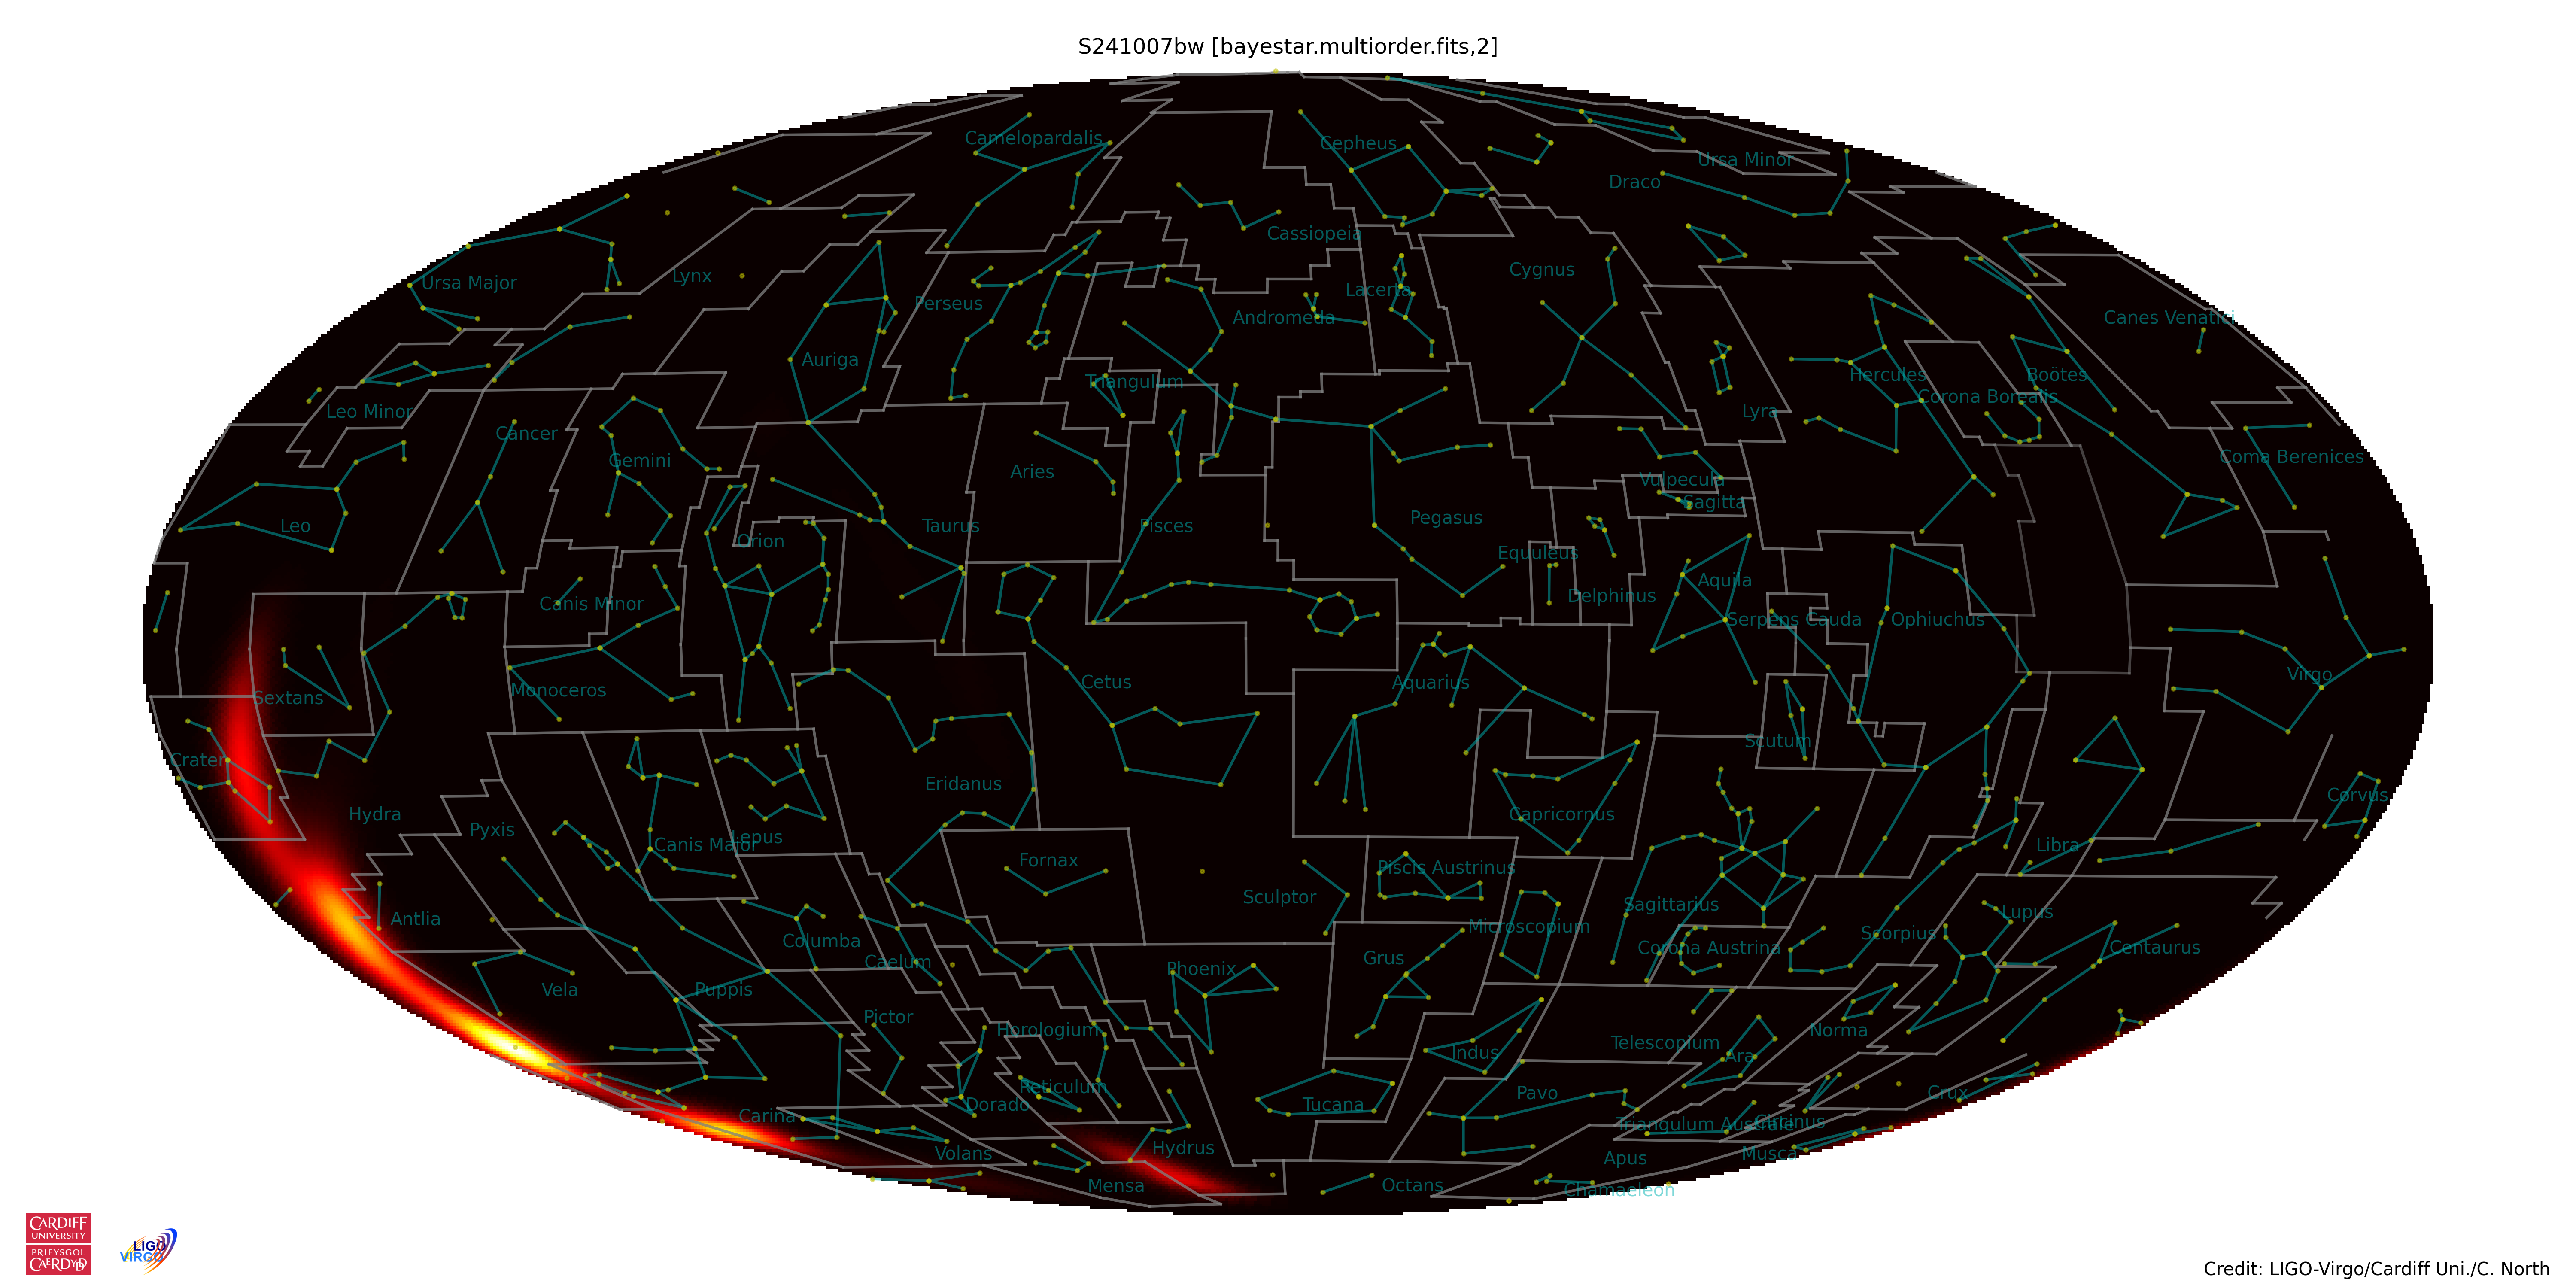 S241007bw [bayestar.multiorder.fits,2]
Camelopardalis
Cepheus
Ursa Minor
Draco
Cassiopeia
Ursa Major
Lynx
Cygnus
Lacerta
Perseus
Andromeda
Canes Venatici
Auriga
Triangulum
Hercules
Boötes
Corona Borealis
Leo Minor
Lyra
Cancer
Gemini
Aries
Coma Berenices
Vulpecula
Sagitta
Leo
Orion
Taurus
Pisces
Pegasus
Equuleus
Aquila
Canis Minor
Delphinus
Serpens Cauda
Ophiuchus
Sextans
Monoceros
Cetus
Aquarius
Virgo
Crater
Scutum
Eridanus
Corvus
Hydra
Pyxis
Capricornus
Canis Major
Lepus
Libra
Fornax
Piscis Austrinus
Sculptor
Sagittarius
Antlia
Microscopium
Lupus
Columba
Corona Austrina
Scorpius
Centaurus
Caelum
Phoenix
Grus
Vela
Puppis
Pictor
Horologium
Norma
Indus
Telescopium
Ara
Reticulum
Pavo
Crux
Dorado
Tucana
Carina
Triangulum Australe
Circinus
Volans
Hydrus
Apus
Musca
Mensa
Octans
Chamaeleon
CARDIFF
UNIVERSITY
PRIFYSGOL
CAERDYDD
LIGO
VIRGO
Credit: LIGO-Virgo/Cardiff Uni./C. North